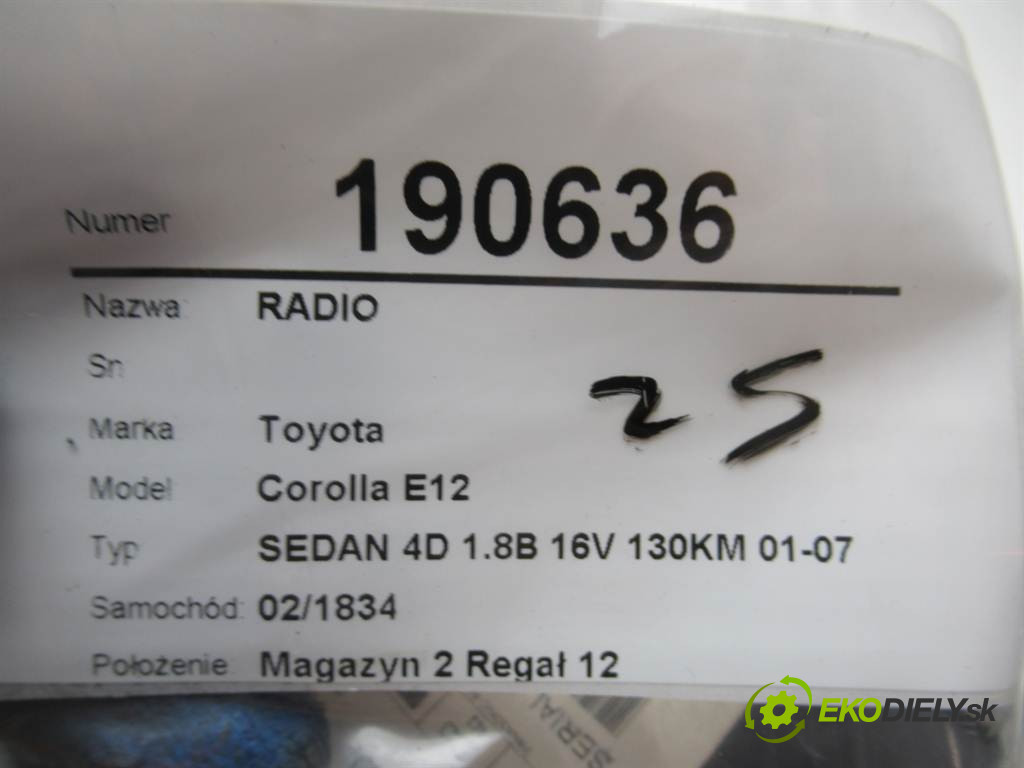 Numer 190636
Nazwa RADIO
Sn
25
Marka Toyota
Model Corolla E12
Typ SEDAN 4D 1.8B 16V 130KM 01-07
Samochód: 02/1834
Położenie Magazyn 2 Regał 12
SERIAL
EKODIELY.sk